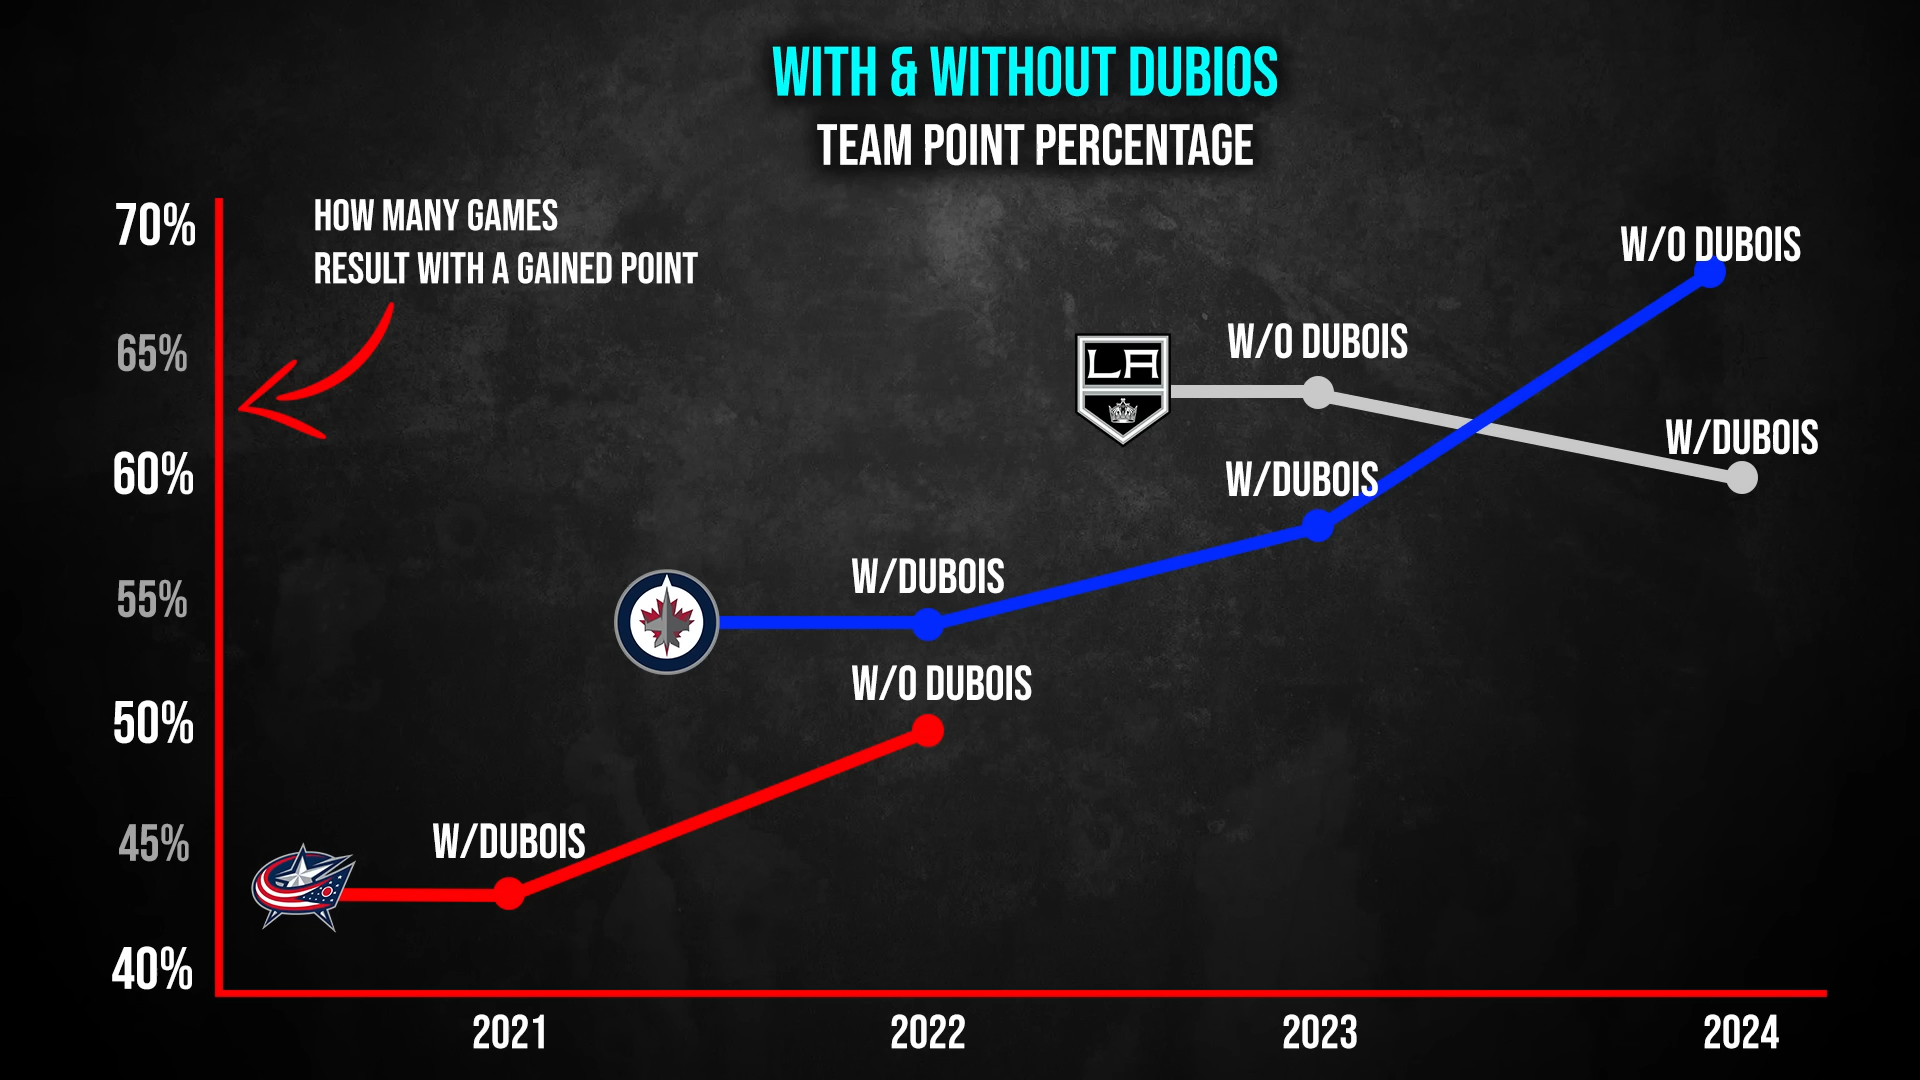 WITH & WITHOUT DUBIOS
TEAM POINT PERCENTAGE
HOW MANY GAMES
RESULT WITH A GAINED POINT
70%
65%
60%
55%
50%
45%
40%
W/O DUBOIS
LA
W/O DUBOIS
W/DUBOIS
W/DUBOIS
W/DUBOIS
W/O DUBOIS
W/DUBOIS
2021
2022
2023
2024